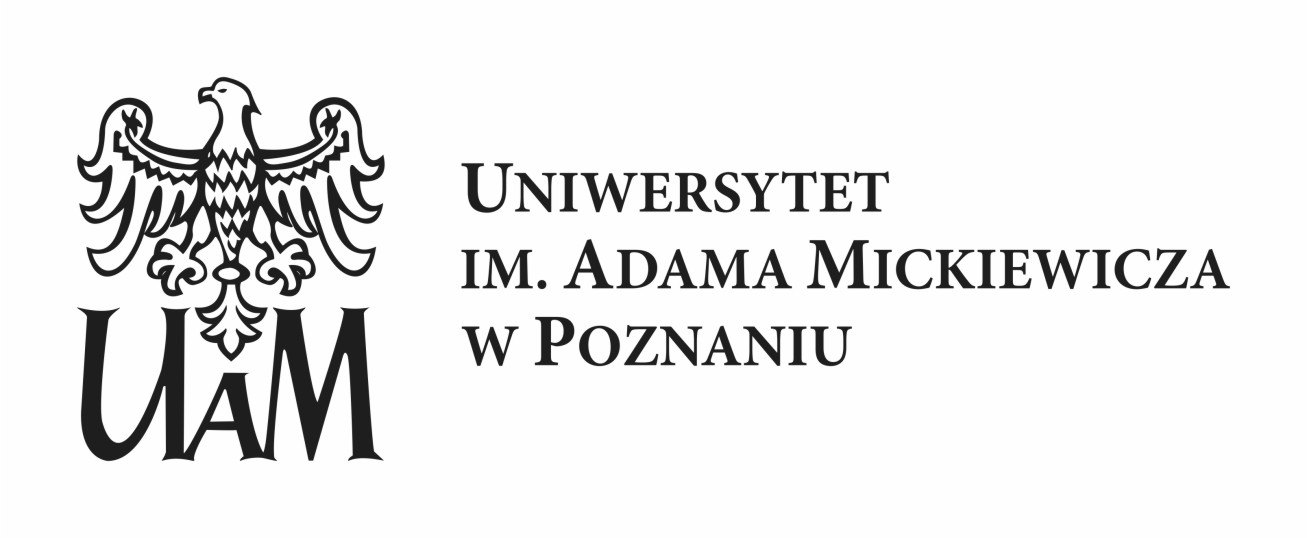 UAM
UNIWERSYTET
IM. ADAMA MICKIEWICZA
W POZNANIU